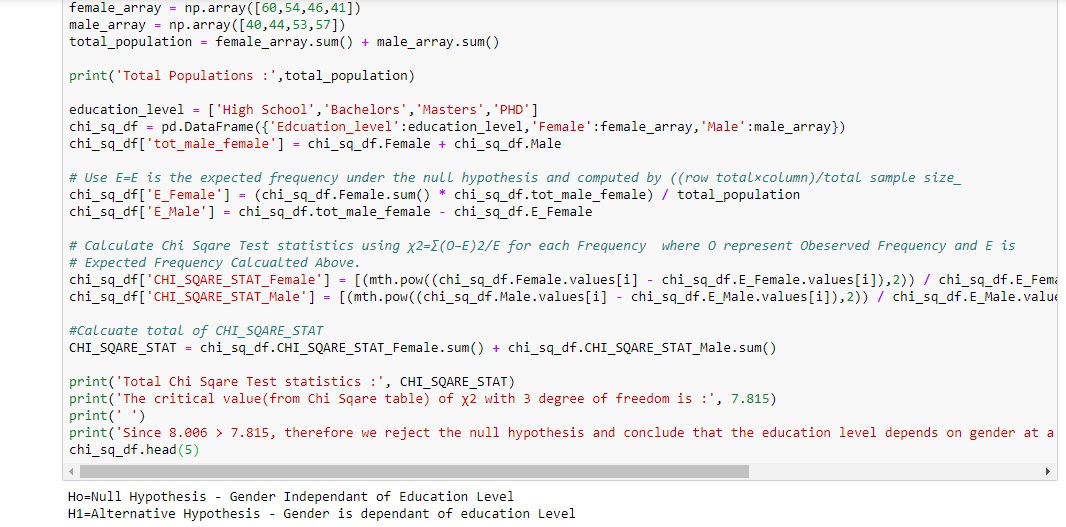 female_array = np.array([60,54,46,41])
male_array = np.array([40,44,53,57])
total_population = female_array.sum() + male_array.sum()
print('Total Populations :',total_population)
education_level = ['High School','Bachelors','Masters','PHD']
chi_sq_df = pd.DataFrame({'Edcuation_level':education_level,'Female':female_array,'Male':male_array})
chi_sq_df['tot_male_female'] = chi_sq_df.Female + chi_sq_df.Male
# Use E=E is the expected frequency under the null hypothesis and computed by ((row total×column)/total sample size_
chi_sq_df['E_Female'] = (chi_sq_df.Female.sum() * chi_sq_df.tot_male_female) / total_population
chi_sq_df['E_Male'] = chi_sq_df.tot_male_female - chi_sq_df.E_Female
# Calculate Chi Sqare Test statistics using χ2=Σ(O−E)2/E for each Frequency  where O represent Obeserved Frequency and E is
# Expected Frequency Calcualted Above.
chi_sq_df['CHI_SQARE_STAT_Female'] = [(mth.pow((chi_sq_df.Female.values[i] - chi_sq_df.E_Female.values[i]),2)) / chi_sq_df.E_Fema
chi_sq_df['CHI_SQARE_STAT_Male'] = [(mth.pow((chi_sq_df.Male.values[i] - chi_sq_df.E_Male.values[i]),2)) / chi_sq_df.E_Male.value
#Calcuate total of CHI_SQARE_STAT
CHI_SQARE_STAT = chi_sq_df.CHI_SQARE_STAT_Female.sum() + chi_sq_df.CHI_SQARE_STAT_Male.sum()
print('Total Chi Sqare Test statistics :', CHI_SQARE_STAT)
print('The critical value(from Chi Sqare table) of χ2 with 3 degree of freedom is :', 7.815)
print(' ')
print('Since 8.006 > 7.815, therefore we reject the null hypothesis and conclude that the education level depends on gender at a
chi_sq_df.head(5)
Ho=Null Hypothesis - Gender Independant of Education Level
H1=Alternative Hypothesis - Gender is dependant of education Level